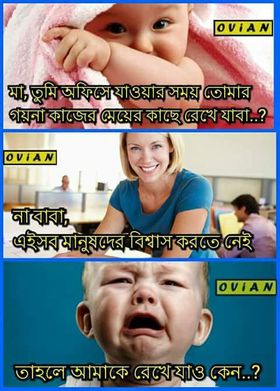 OViAN
মা, তুমি অফিসে যাওয়ার সময় তোমার
গয়না কাজের মেয়ের কাছে রেখে যাবা..?
OViAN
না বাবা,
এইসব মানুষদের বিশ্বাস করতে নেই
OViAN
তাহলে আমাকে রেখে যাও কেন..?